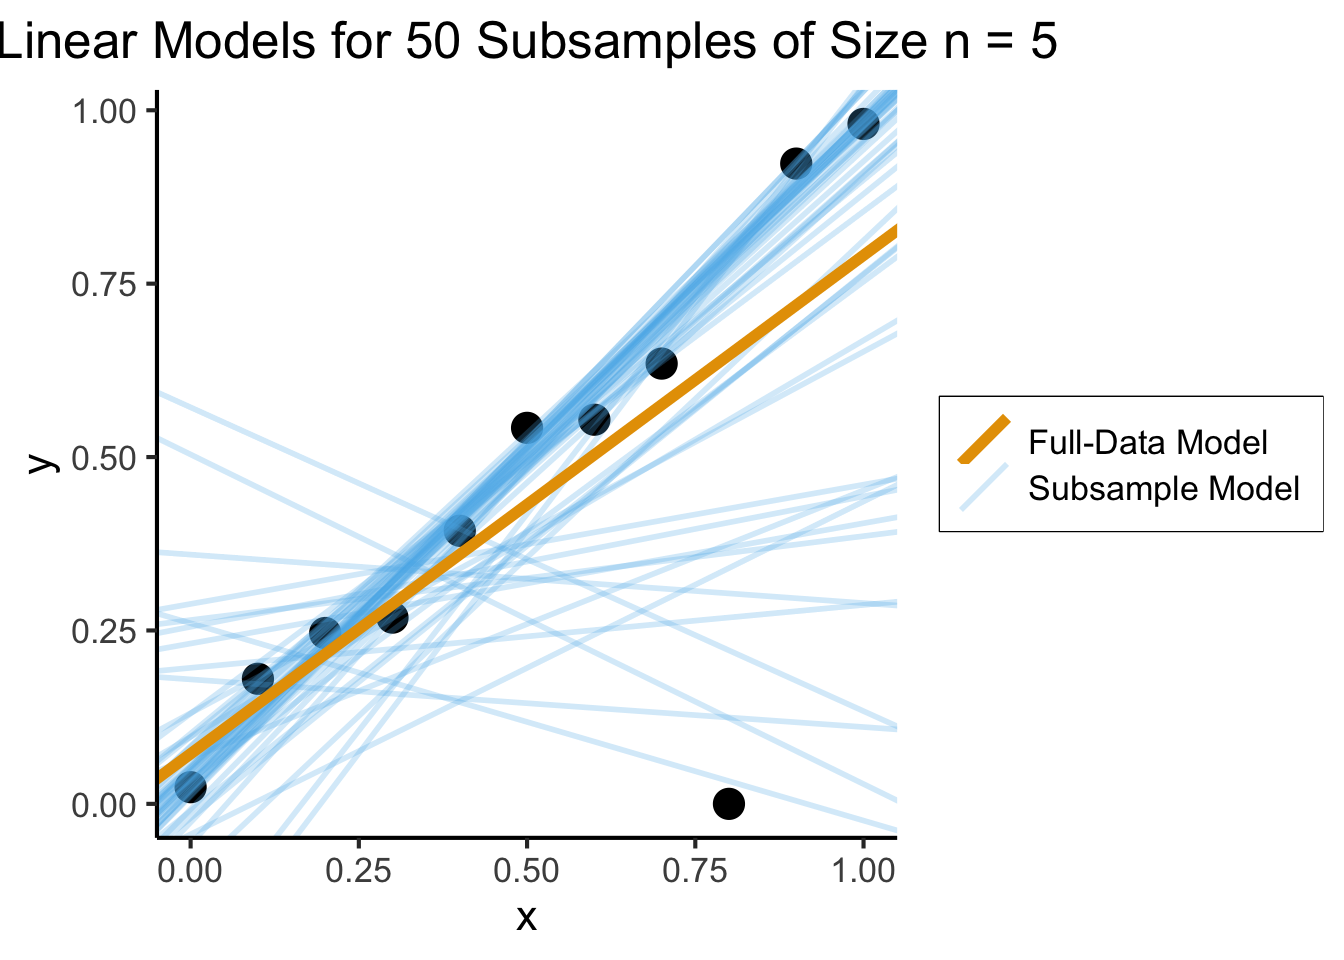 Linear Models for 50 Subsamples of Size n = 5
1.00
0.75
0.50
0.25
0.00
y
0.00 0.25 0.50 0.75 1.00
x
Full-Data Model
Subsample Model